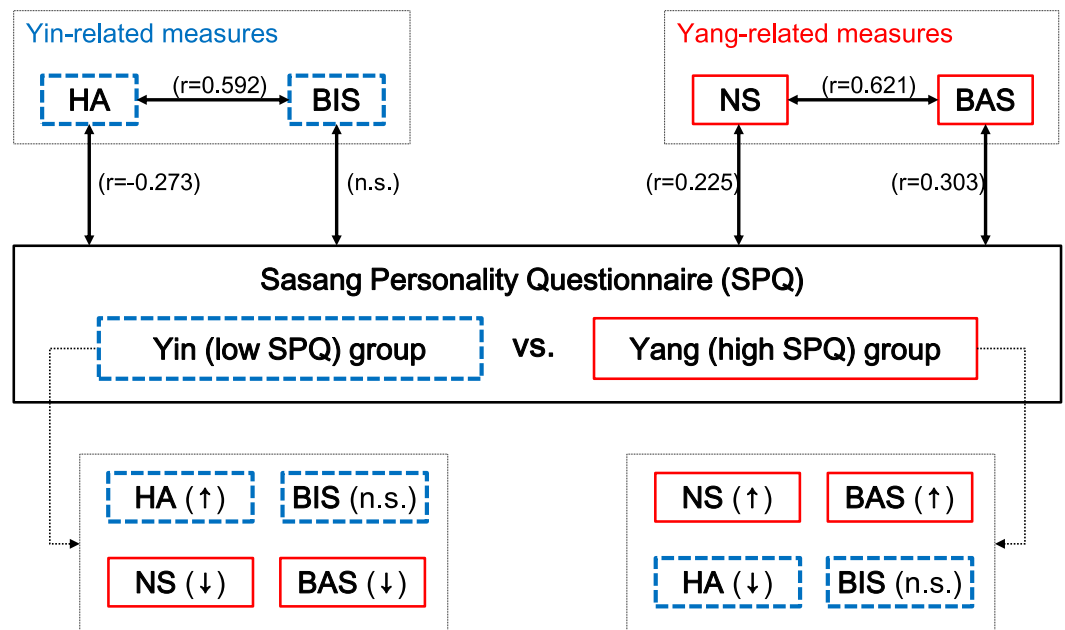 Yin-related measures
Yang-related measures
HA
(r=0.592)
BIS
NS
(r=0.621)
BAS
(r=-0.273)
(n.s.)
(r=0.225)
(r=0.303)
Sasang Personality Questionnaire (SPQ)
Yin (low SPQ) group
vs.
Yang (high SPQ) group
HA (↑)
BIS (n.s.)
NS (↓)
BAS (↓)
NS (↑)
BAS (↑)
HA (↓)
BIS (n.s.)